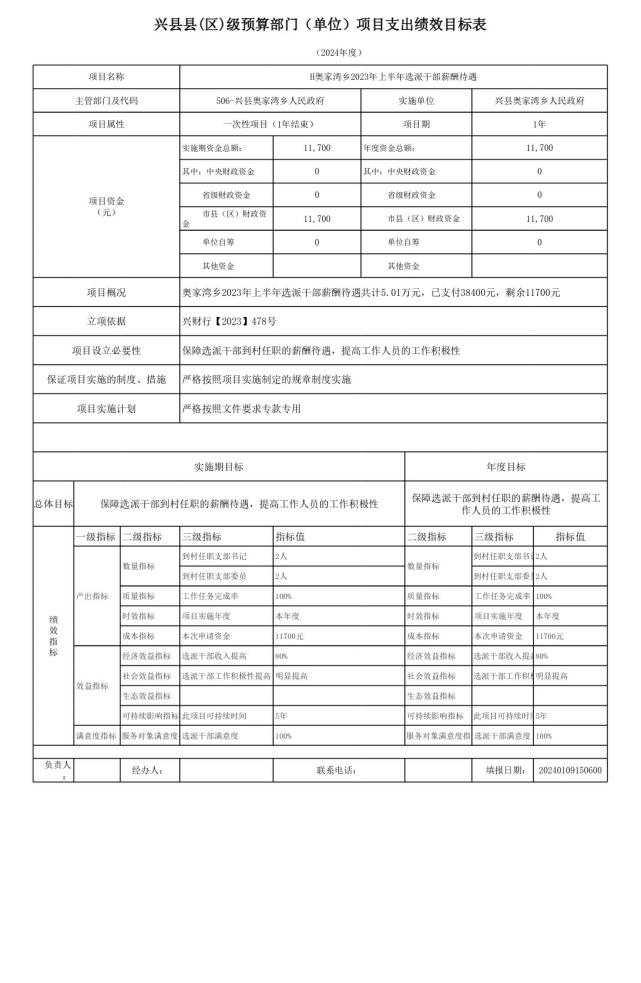 兴县县(区)级预算部门（单位）项目支出绩效目标表
（2024年度）
项目名称 H奥家湾乡2023年上半年选派干部薪酬待遇
主管部门及代码 506-兴县奥家湾乡人民政府 实施单位 兴县奥家湾乡人民政府
项目属性 一次性项目（1年结束） 项目期 1年
项目资金
（元）
实施期资金总额： 11,700 年度资金总额： 11,700
其中：中央财政资金 0 其中：中央财政资金 0
省级财政资金 0 省级财政资金 0
市县（区）财政资金 11,700 市县（区）财政资金 11,700
单位自筹 0 单位自筹 0
其他资金 其他资金
项目概况 奥家湾乡2023年上半年选派干部薪酬待遇共计5.01万元，已支付38400元，剩余11700元
立项依据 兴财行【2023】478号
项目设立必要性 保障选派干部到村任职的薪酬待遇，提高工作人员的工作积极性
保证项目实施的制度、措施 严格按照项目实施制定的规章制度实施
项目实施计划 严格按照文件要求专款专用
实施期目标 年度目标
总体目标 保障选派干部到村任职的薪酬待遇，提高工作人员的工作积极性 保障选派干部到村任职的薪酬待遇，提高工
作人员的工作积极性
绩效指标
一级指标 二级指标 三级指标 指标值 二级指标 三级指标 指标值
产出指标 数量指标 到村任职支部书记 2人 数量指标 到村任职支部书记 2人
到村任职支部委员 2人 到村任职支部委员 2人
质量指标 工作任务完成率 100% 质量指标 工作任务完成率 100%
时效指标 项目实施年度 本年度 时效指标 项目实施年度 本年度
成本指标 本次申请资金 11700元 成本指标 本次申请资金 11700元
效益指标 经济效益指标 选派干部收入提高 80% 经济效益指标 选派干部收入提高 80%
社会效益指标 选派干部工作积极性提高 明显提高 社会效益指标 选派干部工作积极 明显提高
生态效益指标 生态效益指标
可持续影响指标 此项目可持续时间 5年 可持续影响指标 此项目可持续时间 5年
满意度指标 服务对象满意度 选派干部满意度 100% 服务对象满意度指 选派干部满意度 100%
负责人： 经办人： 联系电话： 填报日期： 20240109150600